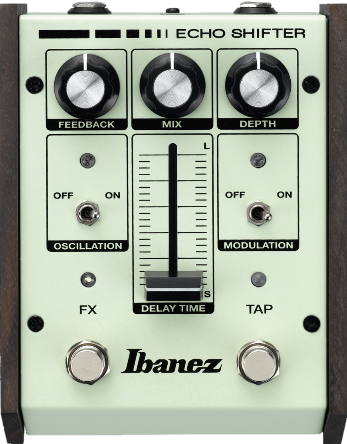 ECHO SHIFTER
FEEDBACK
MIX
DEPTH
L
OFF
ON
OFF
ON
OSCILLATION
MODULATION
S
FX
DELAY TIME
TAP
Ibanez